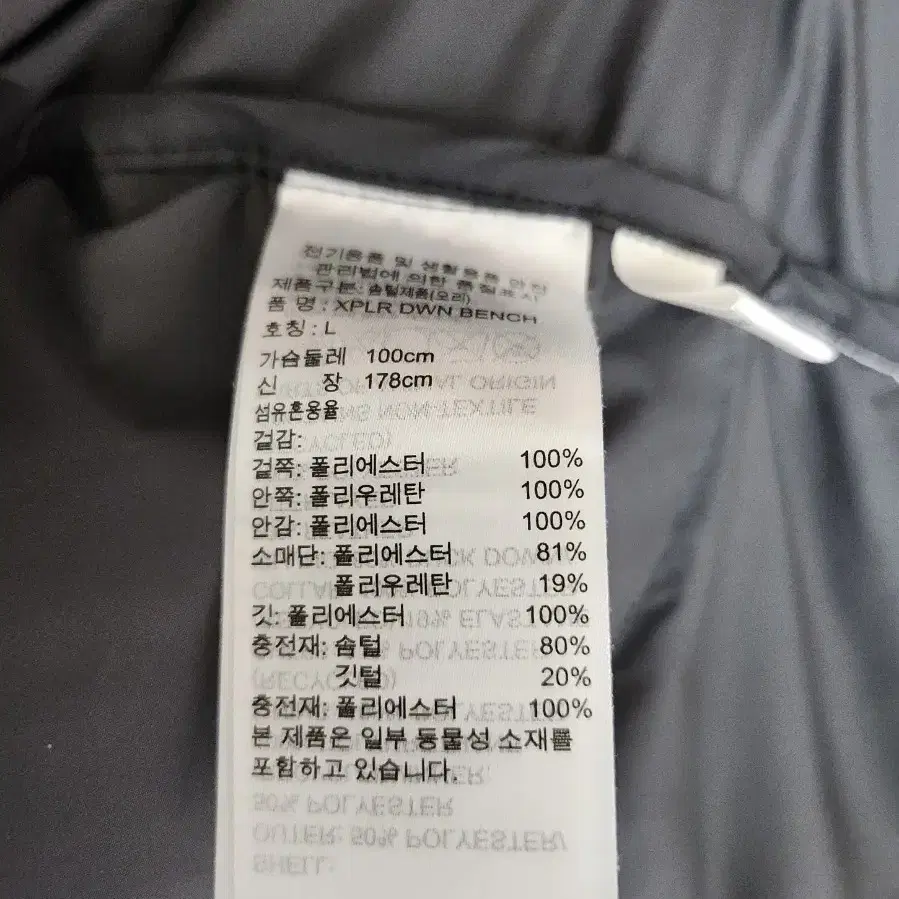 전기용품 및 생활용품 안전
관리법에 의한 품질표시
제품구분: 솜털제품(오리)
품 명 : XPLR DWN BENCH
호칭 : L
가슴둘레 100cm
신 장 178cm
섬유혼용율
겉감:
겉쪽: 폴리에스터 100%
안쪽: 폴리우레탄 100%
안감: 폴리에스터 100%
소매단: 폴리에스터 81%
폴리우레탄 19%
깃: 폴리에스터 100%
충전재: 솜털 80%
깃털 20%
충전재: 폴리에스터 100%
본 제품은 일부 동물성 소재를
포함하고 있습니다.